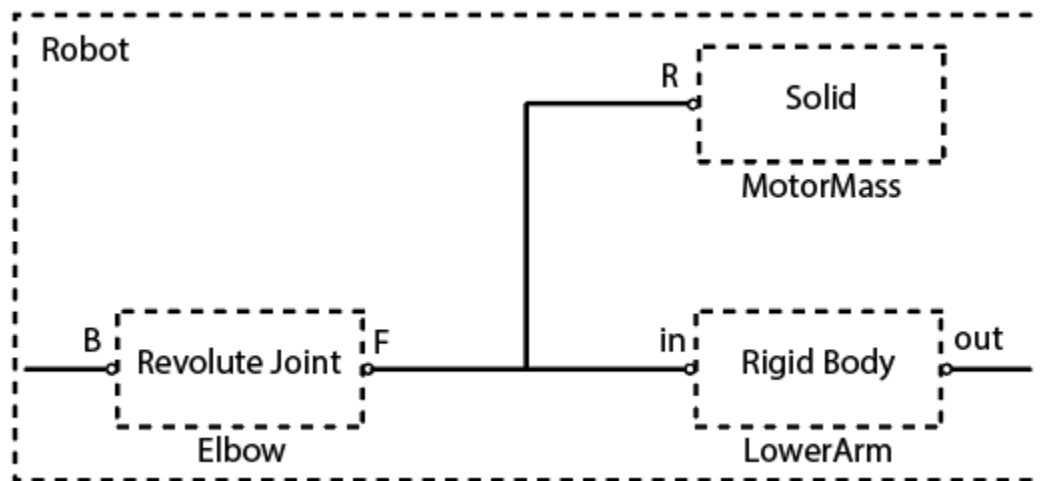 Robot
R
Solid
MotorMass
B
Revolute Joint
F
in
Rigid Body
out
Elbow
LowerArm